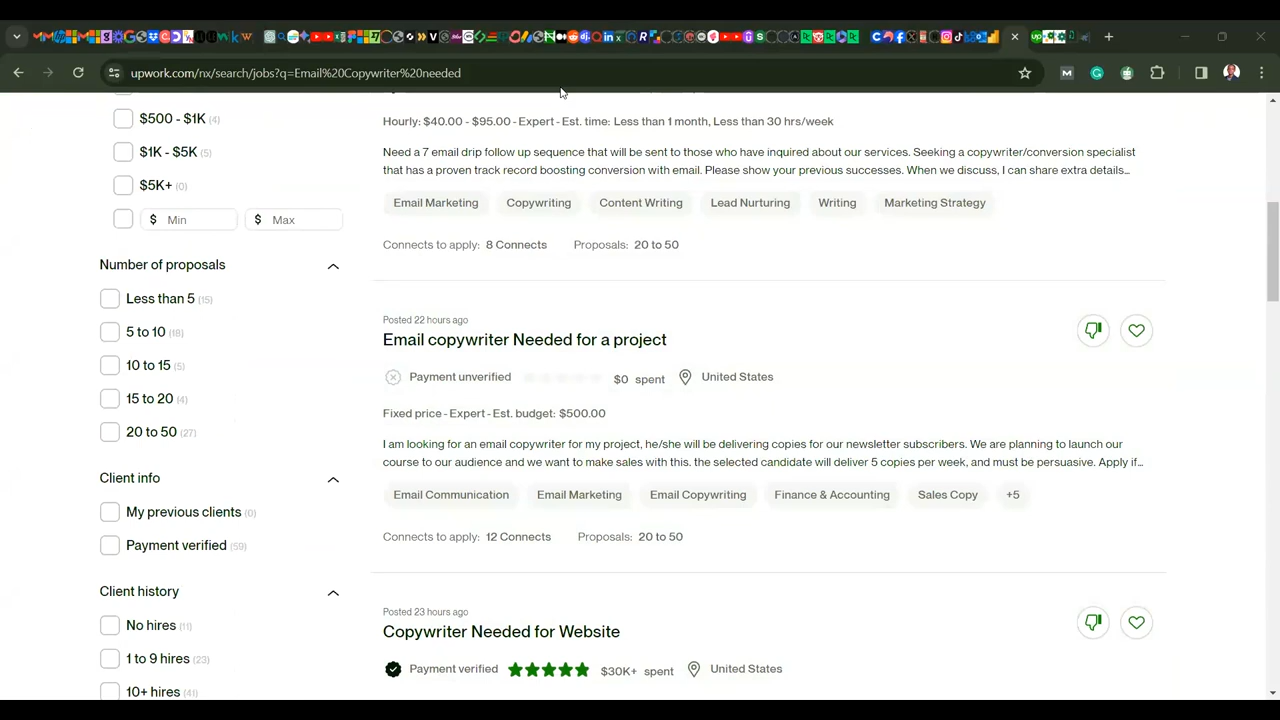 upwork.com/nx/search/jobs?q=Email%20Copywriter%20needed
$500 - $1K (4)
$1K - $5K (5)
$5K+ (0)
$ Min $ Max
Number of proposals
Less than 5 (15)
5 to 10 (18)
10 to 15 (5)
15 to 20 (4)
20 to 50 (27)
Client info
My previous clients (0)
Payment verified (59)
Client history
No hires (11)
1 to 9 hires (23)
10+ hires (41)
Hourly: $40.00 - $95.00 - Expert - Est. time: Less than 1 month, Less than 30 hrs/week
Need a 7 email drip follow up sequence that will be sent to those who have inquired about our services. Seeking a copywriter/conversion specialist
that has a proven track record boosting conversion with email. Please show your previous successes. When we discuss, I can share extra details...
Email Marketing Copywriting Content Writing Lead Nurturing Writing Marketing Strategy
Connects to apply: 8 Connects Proposals: 20 to 50
Posted 22 hours ago
Email copywriter Needed for a project
Payment unverified $0 spent United States
Fixed price - Expert - Est. budget: $500.00
I am looking for an email copywriter for my project, he/she will be delivering copies for our newsletter subscribers. We are planning to launch our
course to our audience and we want to make sales with this. the selected candidate will deliver 5 copies per week, and must be persuasive. Apply if...
Email Communication Email Marketing Email Copywriting Finance & Accounting Sales Copy +5
Connects to apply: 12 Connects Proposals: 20 to 50
Posted 23 hours ago
Copywriter Needed for Website
Payment verified $30K+ spent United States